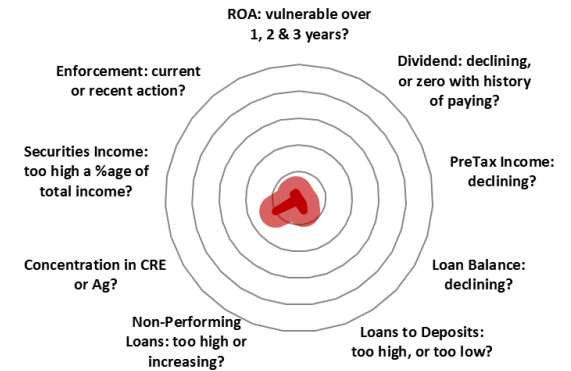 ROA: vulnerable over
1, 2 & 3 years?
Enforcement: current
or recent action?
Dividend: declining,
or zero with history
of paying?
Securities Income:
too high a %age of
total income?
PreTax Income:
declining?
Concentration in CRE
or Ag?
Loan Balance:
declining?
Non-Performing
Loans: too high or
increasing?
Loans to Deposits:
too high, or too low?